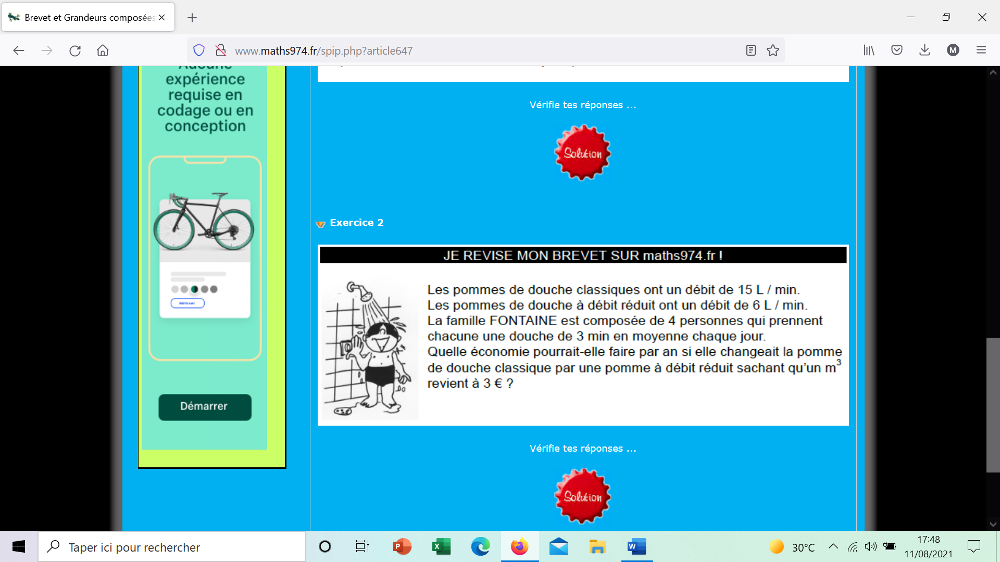 Brevet et Grandeurs composées
www.maths974.fr/spip.php?article647
M
Aucune
expérience
requise en
codage ou en
conception
Add to cart
Démarrer
Vérifie tes réponses ...
Solution
Exercice 2
JE REVISE MON BREVET SUR maths974.fr !
Les pommes de douche classiques ont un débit de 15 L / min.
Les pommes de douche à débit réduit ont un débit de 6 L / min.
La famille FONTAINE est composée de 4 personnes qui prennent
chacune une douche de 3 min en moyenne chaque jour.
Quelle économie pourrait-elle faire par an si elle changeait la pomme
de douche classique par une pomme à débit réduit sachant qu'un m³
revient à 3 € ?
Vérifie tes réponses ...
Solution
Taper ici pour rechercher
30°C
17:48
11/08/2021